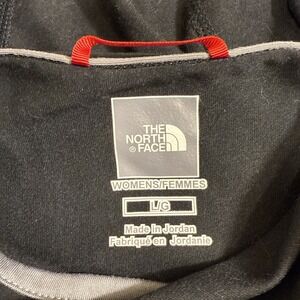 THE
NORTH
® FACE
WOMENS/FEMMES
L/G
Made in Jordan
Fabriqué en Jordanie